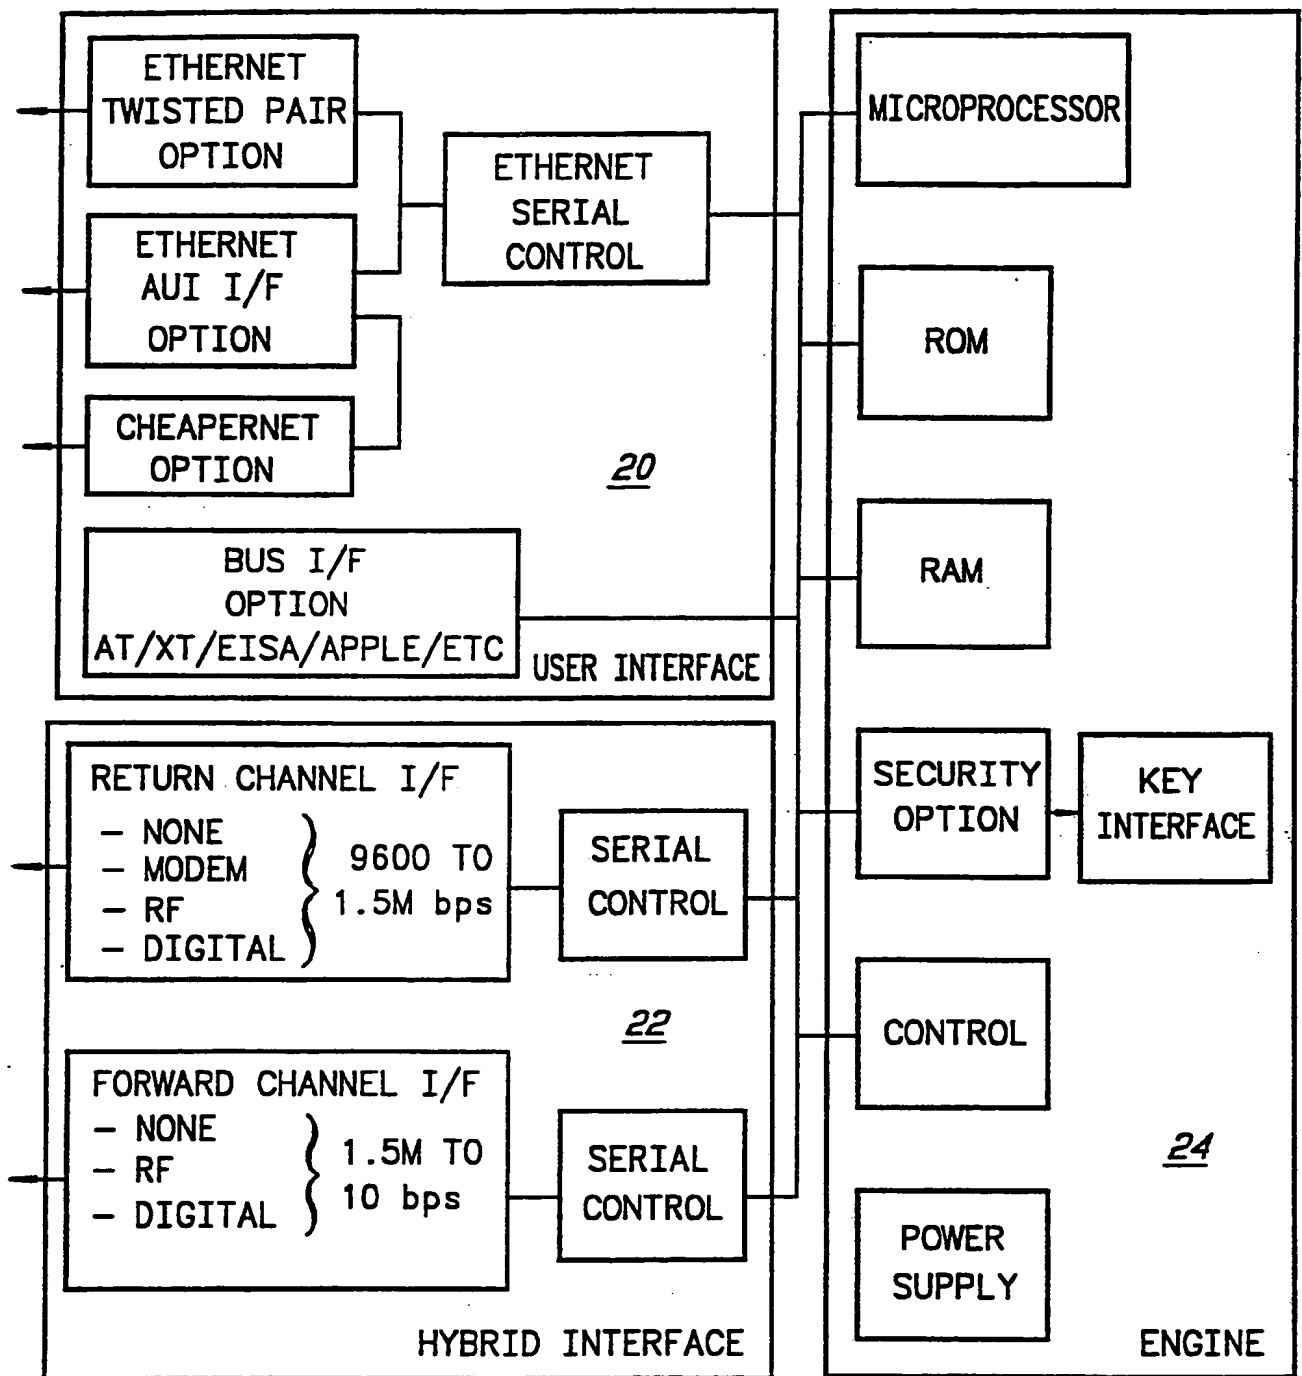 ETHERNET
TWISTED PAIR
OPTION
ETHERNET
SERIAL
CONTROL
ETHERNET
AUI I/F
OPTION
CHEAPERNET
OPTION
20
BUS I/F
OPTION
AT/XT/EISA/APPLE/ETC
USER INTERFACE
RETURN CHANNEL I/F
– NONE
– MODEM
– RF
– DIGITAL
9600 TO
1.5M bps
SERIAL
CONTROL
22
FORWARD CHANNEL I/F
– NONE
– RF
– DIGITAL
1.5M TO
10 bps
SERIAL
CONTROL
HYBRID INTERFACE
MICROPROCESSOR
ROM
RAM
SECURITY
OPTION
KEY
INTERFACE
CONTROL
24
POWER
SUPPLY
ENGINE